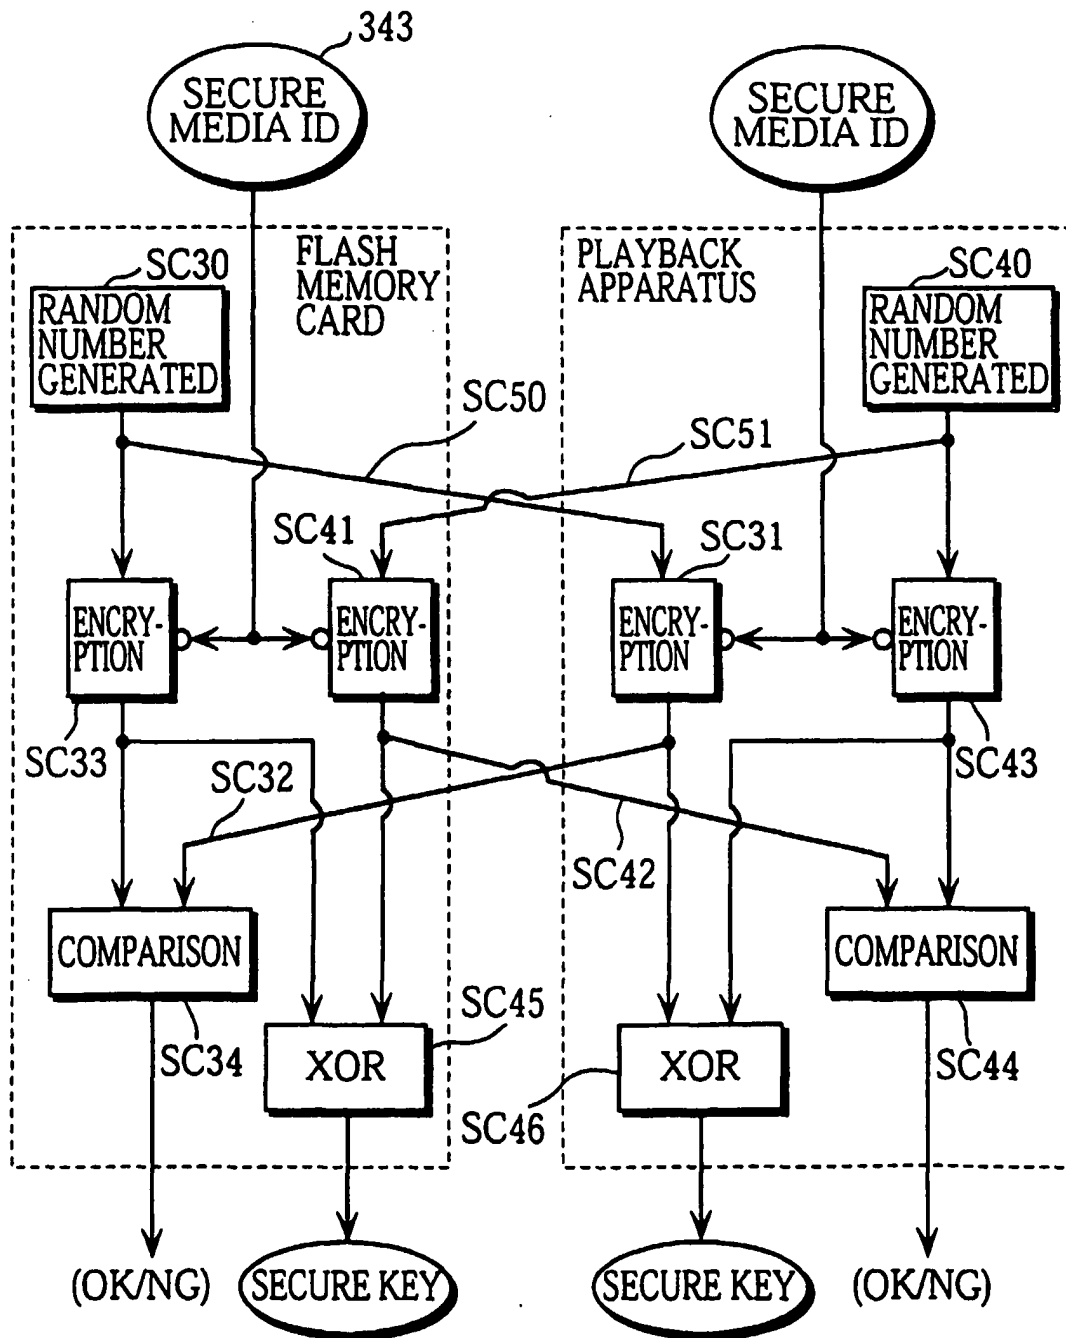 343
SECURE
MEDIA ID
SECURE
MEDIA ID
SC30
FLASH
MEMORY
CARD
PLAYBACK
APPARATUS
SC40
RANDOM
NUMBER
GENERATED
RANDOM
NUMBER
GENERATED
SC50
SC51
SC41
SC31
ENCRY-
PTION
ENCRY-
PTION
ENCRY-
PTION
ENCRY-
PTION
SC33
SC32
SC42
SC43
COMPARISON
COMPARISON
SC34
SC45
XOR
XOR
SC44
SC46
(OK/NG)
SECURE KEY
SECURE KEY
(OK/NG)